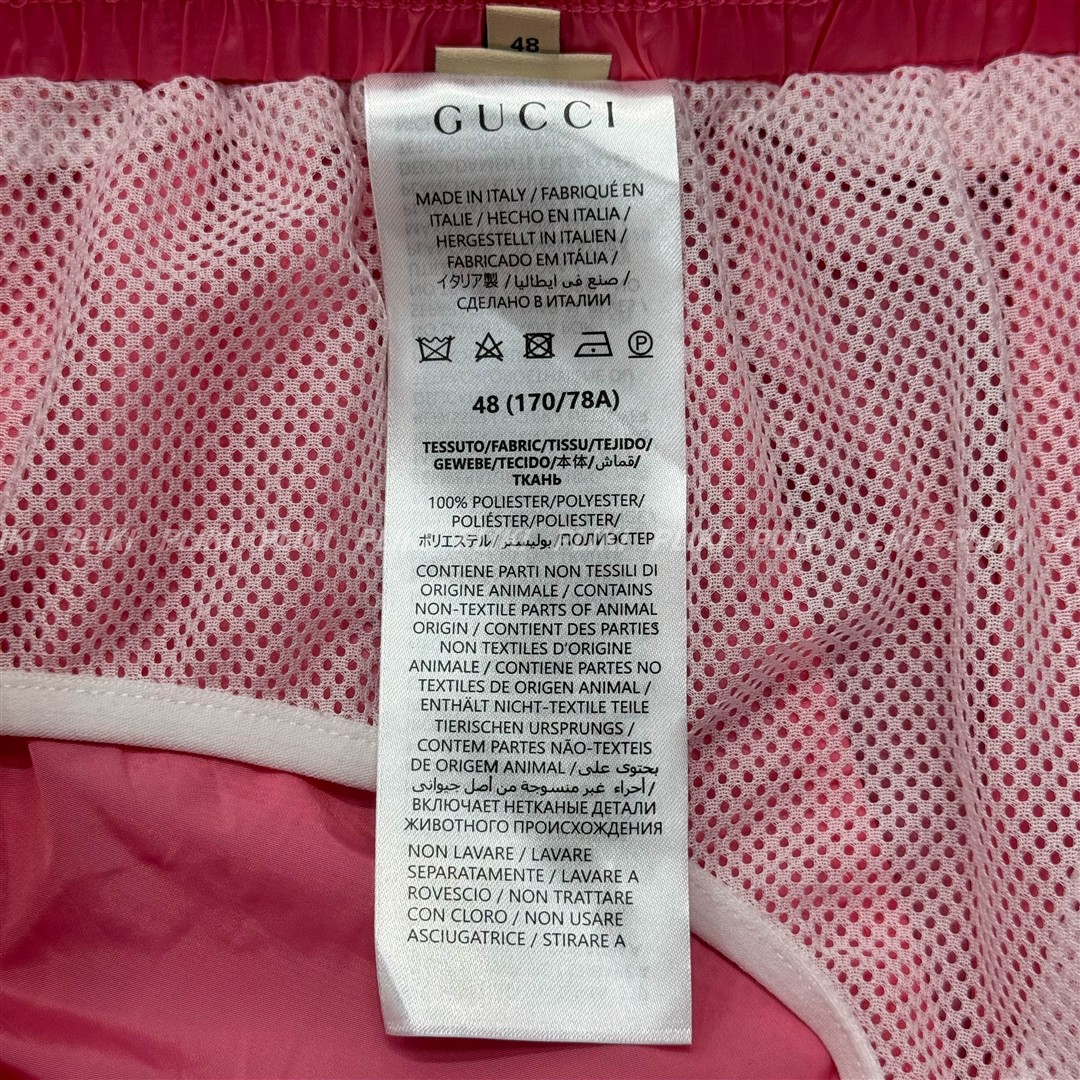 48
GUCCI
MADE IN ITALY / FABRIQUÉ EN
ITALIE / HECHO EN ITALIA /
HERGESTELLT IN ITALIEN /
FABRICADO EM ITÁLIA /
イタリア製 / صنع في ايطاليا /
СДЕЛАНО В ИТАЛИИ
P
48 (170/78A)
TESSUTO/FABRIC/TISSU/TEJIDO/
GEWEBE/TECIDO/本体/قماش/
ТКАНЬ
100% POLIESTER/POLYESTER/
POLIÉSTER/POLIESTER/
ポリエステル/بوليستر/ПОЛИЭСТЕР
CONTIENE PARTI NON TESSILI DI
ORIGINE ANIMALE / CONTAINS
NON-TEXTILE PARTS OF ANIMAL
ORIGIN / CONTIENT DES PARTIES
NON TEXTILES D'ORIGINE
ANIMALE / CONTIENE PARTES NO
TEXTILES DE ORIGEN ANIMAL /
ENTHÄLT NICHT-TEXTILE TEILE
TIERISCHEN URSPRUNGS /
CONTEM PARTES NÃO-TEXTEIS
DE ORIGEM ANIMAL / يحتوى على
أجزاء غير منسوجة من أصل حيوانى /
ВКЛЮЧАЕТ НЕТКАНЫЕ ДЕТАЛИ
ЖИВОТНОГО ПРОИСХОЖДЕНИЯ
NON LAVARE / LAVARE
SEPARATAMENTE / LAVARE A
ROVESCIO / NON TRATTARE
CON CLORO / NON USARE
ASCIUGATRICE / STIRARE A